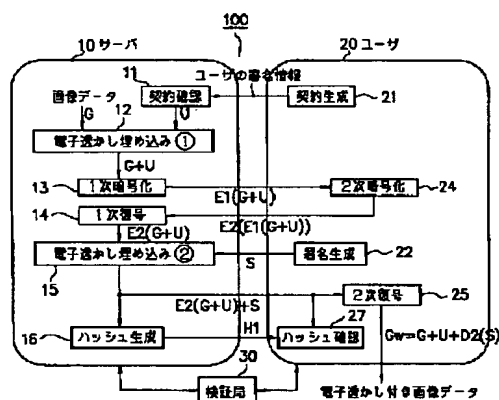 100
10 サーバ
20 ユーザ
11
ユーザの署名情報
画像データ
契約確認
契約生成
21
G
12
U
電子透かし埋め込み ①
G+U
13
1次暗号化
2次暗号化
24
E1(G+U)
14
1次復号
E2(G+U)
E2(E1(G+U))
電子透かし埋め込み ②
S
署名生成
22
15
2次復号
25
E2(G+U)+S
27
16
ハッシュ生成
H1
ハッシュ確認
Gw=G+U+D2(S)
30
検証局
電子透かし付き画像データ